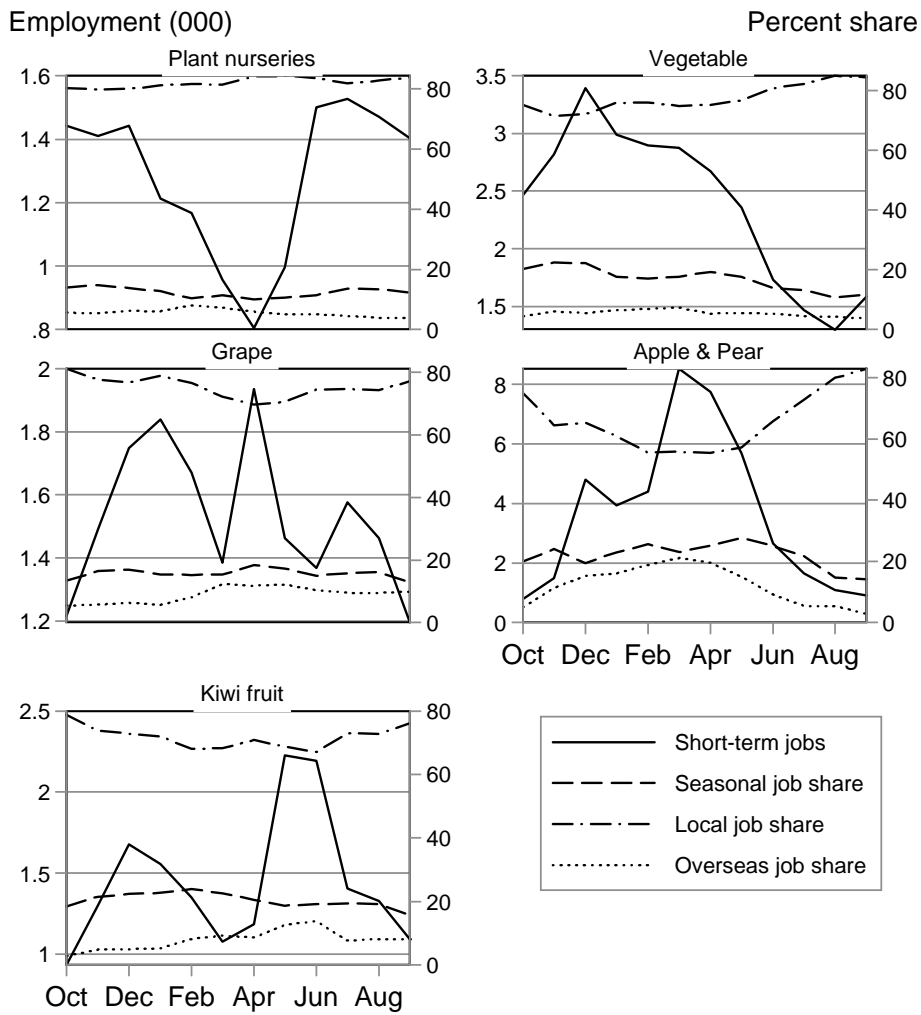 Employment (000) Percent share
Plant nurseries Vegetable
1.6 80 3.5 80
1.4 60 3 60
1.2 40 2.5 40
1 20 2 20
.8 0 1.5 0
Grape Apple & Pear
2 80 8 80
1.8 60 6 60
1.6 40 4 40
1.4 20 2 20
1.2 0 0 0
Oct Dec Feb Apr Jun Aug
Kiwi fruit
2.5 80
2 60
1.5 40
1 20
0
Oct Dec Feb Apr Jun Aug
Short-term jobs
Seasonal job share
Local job share
Overseas job share